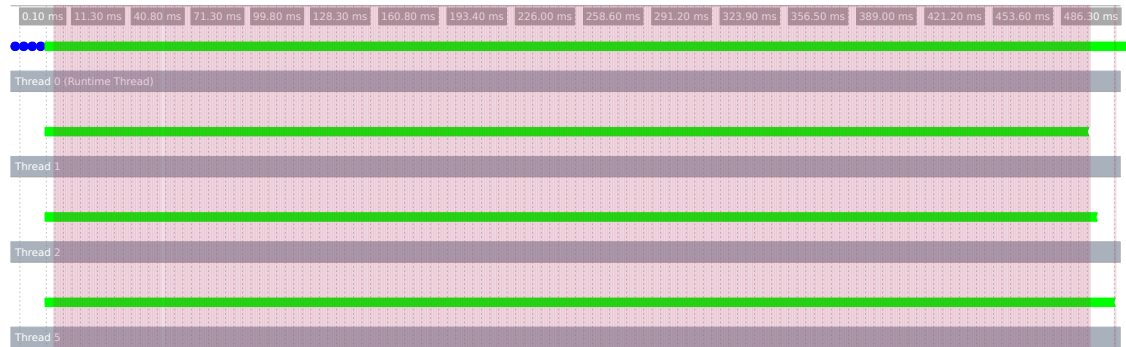 0.10 ms 11.30 ms 40.80 ms 71.30 ms 99.80 ms 128.30 ms 160.80 ms 193.40 ms 226.00 ms 258.60 ms 291.20 ms 323.90 ms 356.50 ms 389.00 ms 421.20 ms 453.60 ms 486.30 ms
Thread 0 (Runtime Thread)
Thread 1
Thread 2
Thread 5